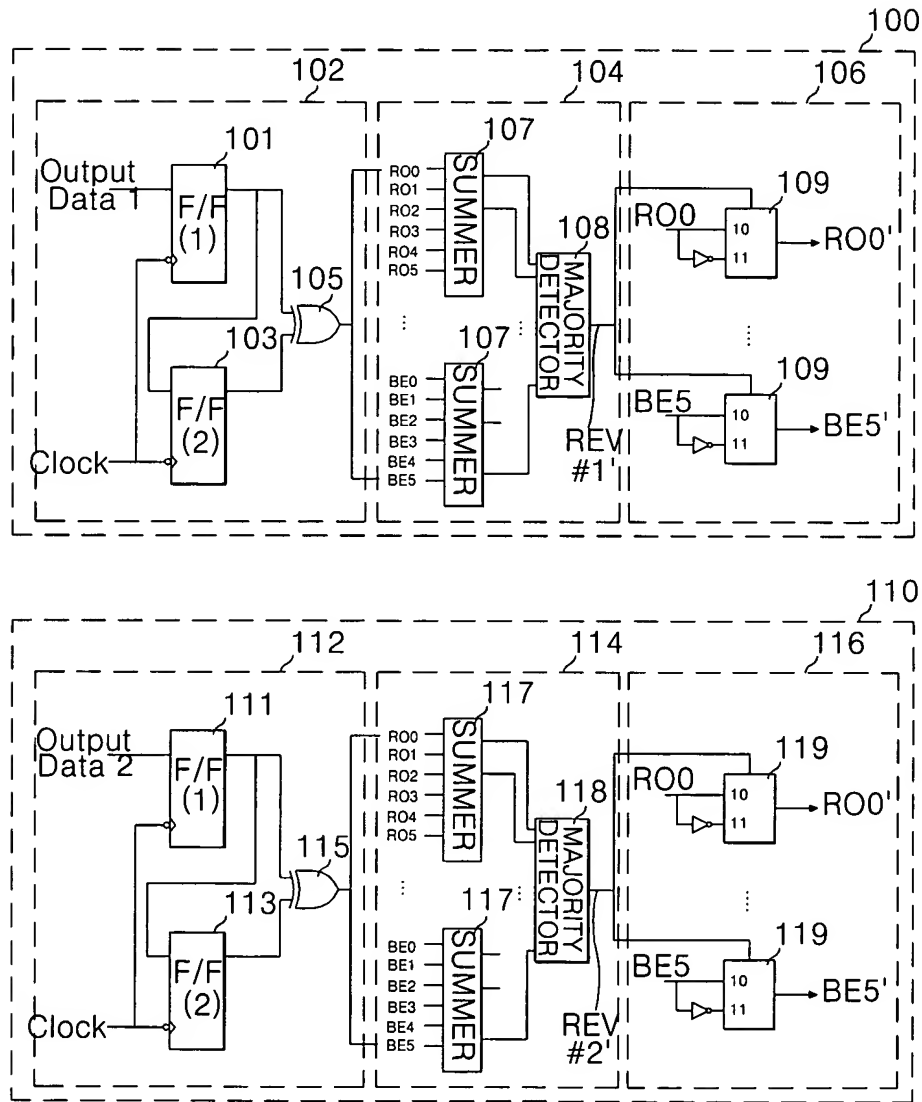 100
102
104
106
101
107
Output
Data 1
F/F
(1)
RO0
RO1
RO2
RO3
RO4
RO5
SUMMER
105
108
MAJORITY
DETECTOR
109
RO0
10
11
RO0'
103
107
F/F
(2)
BE0
BE1
BE2
BE3
BE4
BE5
SUMMER
109
BE5
10
11
BE5'
Clock
REV
#1'
110
112
114
116
111
117
Output
Data 2
F/F
(1)
RO0
RO1
RO2
RO3
RO4
RO5
SUMMER
115
118
MAJORITY
DETECTOR
119
RO0
10
11
RO0'
113
117
F/F
(2)
BE0
BE1
BE2
BE3
BE4
BE5
SUMMER
119
BE5
10
11
BE5'
Clock
REV
#2'